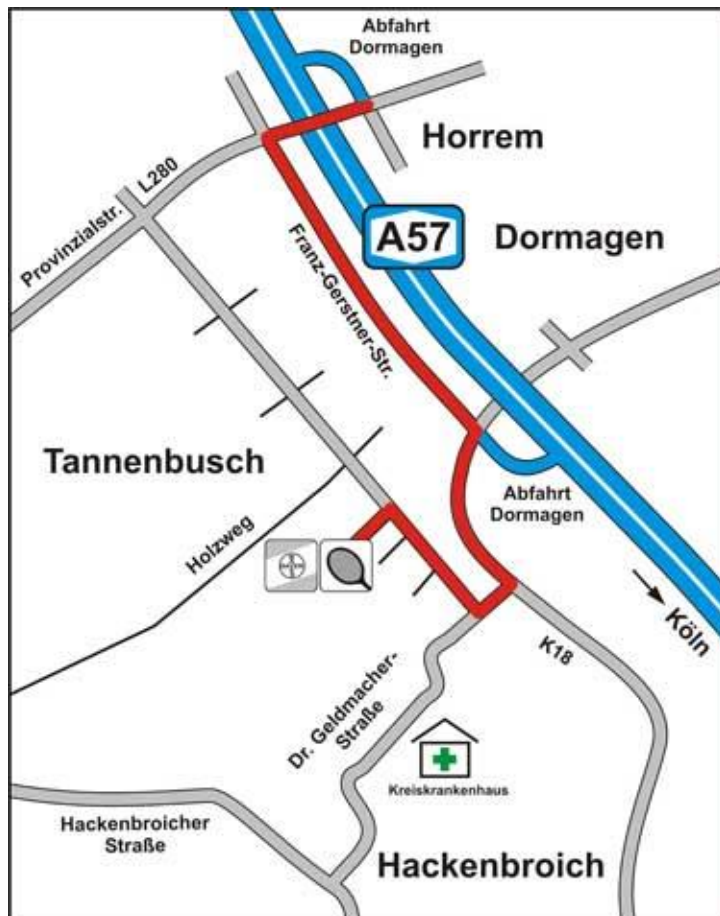 Abfahrt
Dormagen
Horrem
L280
Provinzialstr.
A57
Dormagen
Franz-Gerstner-Str.
Tannenbusch
Abfahrt
Dormagen
Holzweg
Köln
K18
Dr. Geldmacher-
Straße
Kreiskrankenhaus
Hackenbroicher
Straße
Hackenbroich